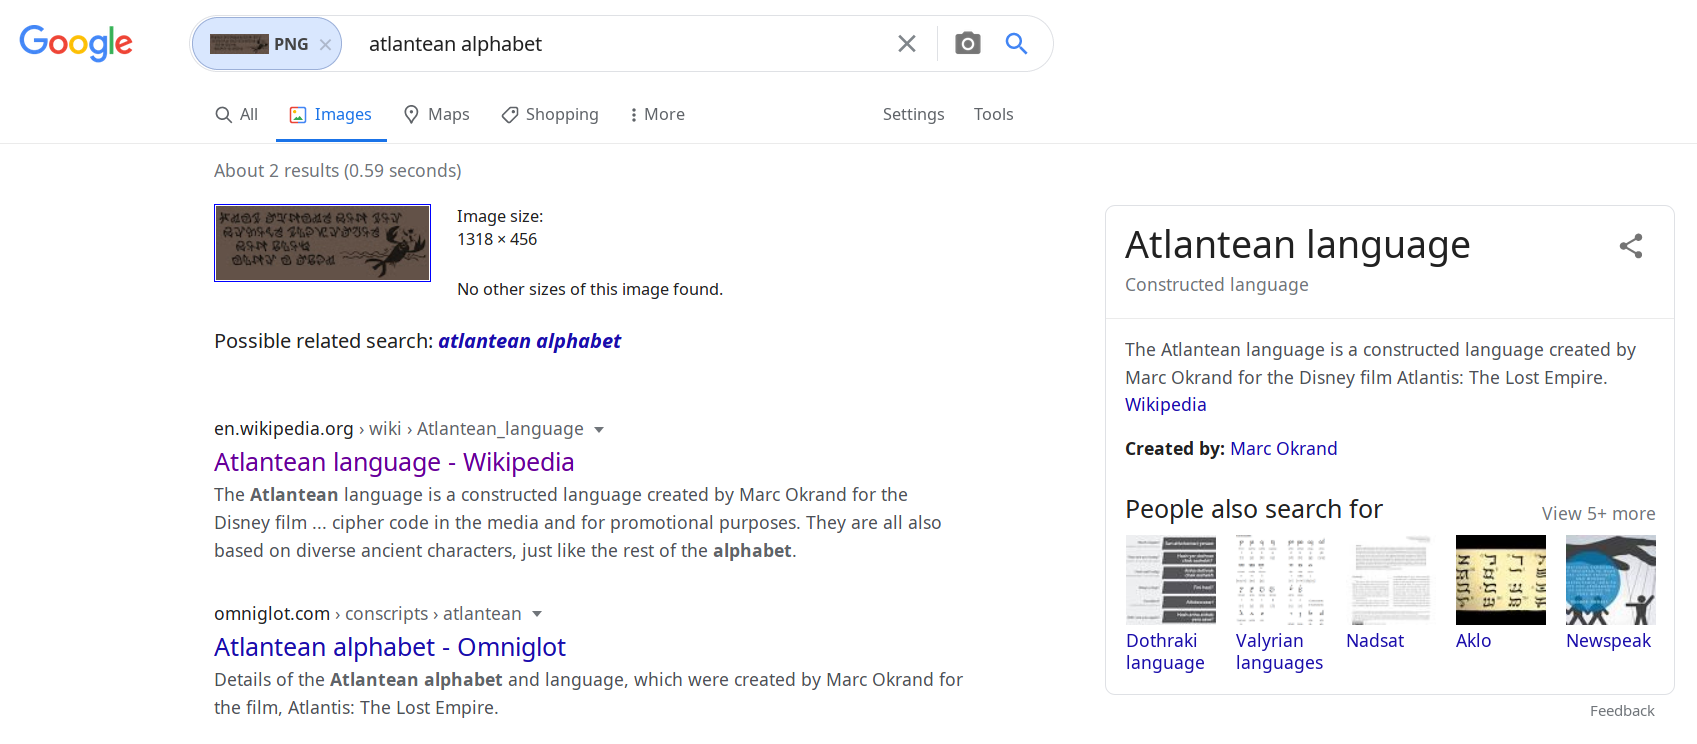 Google
PNG × atlantean alphabet
All Images Maps Shopping More Settings Tools
About 2 results (0.59 seconds)
Image size:
1318 × 456
No other sizes of this image found.
Possible related search: atlantean alphabet
en.wikipedia.org › wiki › Atlantean_language
Atlantean language - Wikipedia
The Atlantean language is a constructed language created by Marc Okrand for the
Disney film ... cipher code in the media and for promotional purposes. They are all also
based on diverse ancient characters, just like the rest of the alphabet.
omniglot.com › conscripts › atlantean
Atlantean alphabet - Omniglot
Details of the Atlantean alphabet and language, which were created by Marc Okrand for
the film, Atlantis: The Lost Empire.
Atlantean language
Constructed language
The Atlantean language is a constructed language created by
Marc Okrand for the Disney film Atlantis: The Lost Empire.
Wikipedia
Created by: Marc Okrand
People also search for
View 5+ more
Dothraki
language
Valyrian
languages
Nadsat
Aklo
Newspeak
Feedback